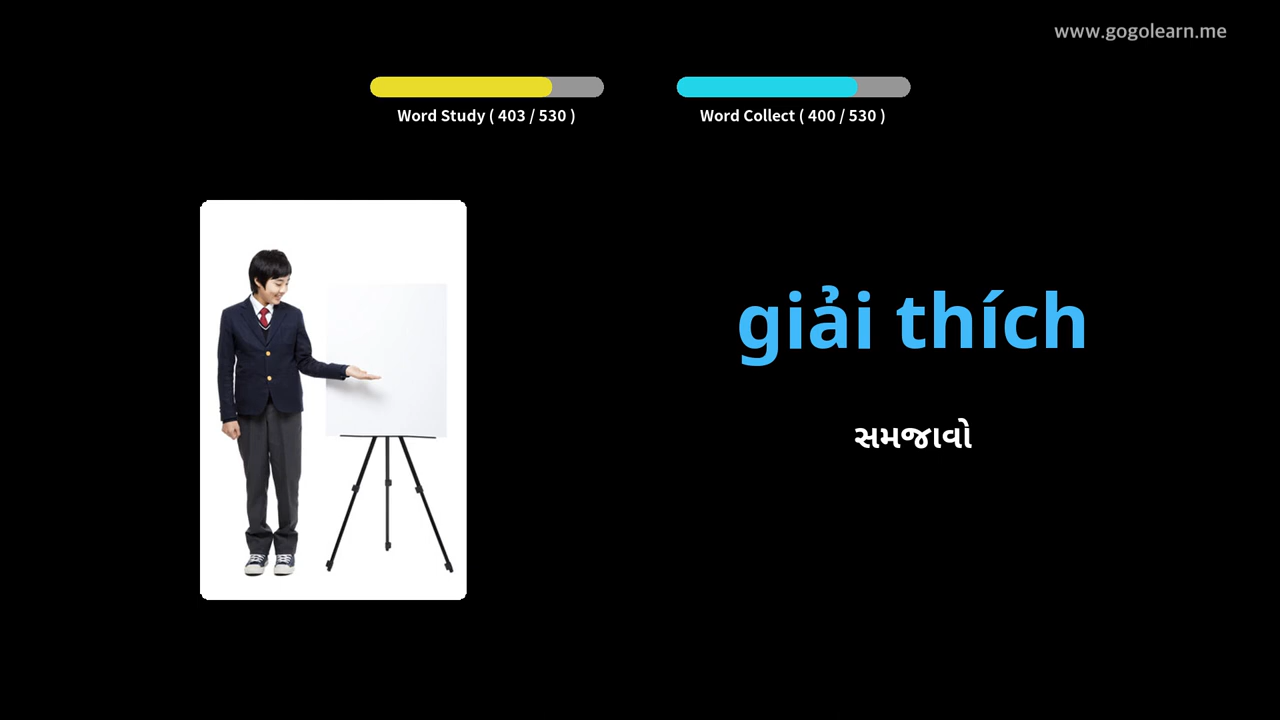 www.gogolearn.me
Word Study ( 403 / 530 )
Word Collect ( 400 / 530 )
giải thích
સમજાવો